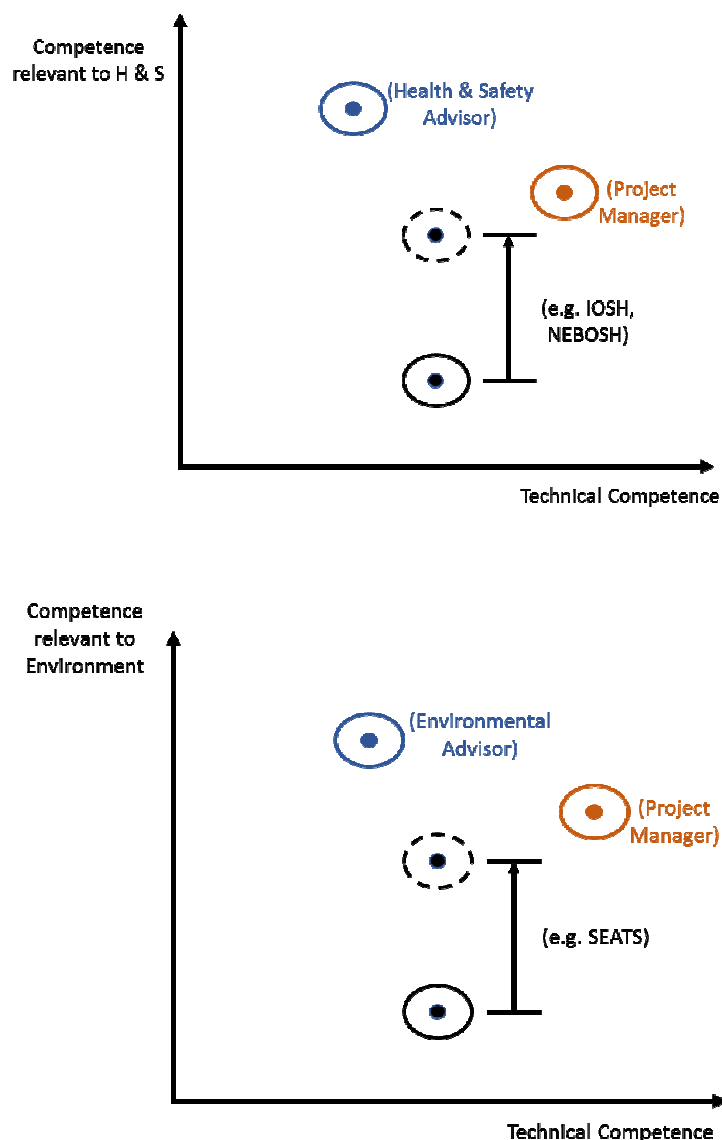 Competence
relevant to H & S
(Health & Safety
Advisor)
(Project
Manager)
(e.g. IOSH,
NEBOSH)
Technical Competence
Competence
relevant to
Environment
(Environmental
Advisor)
(Project
Manager)
(e.g. SEATS)
Technical Competence